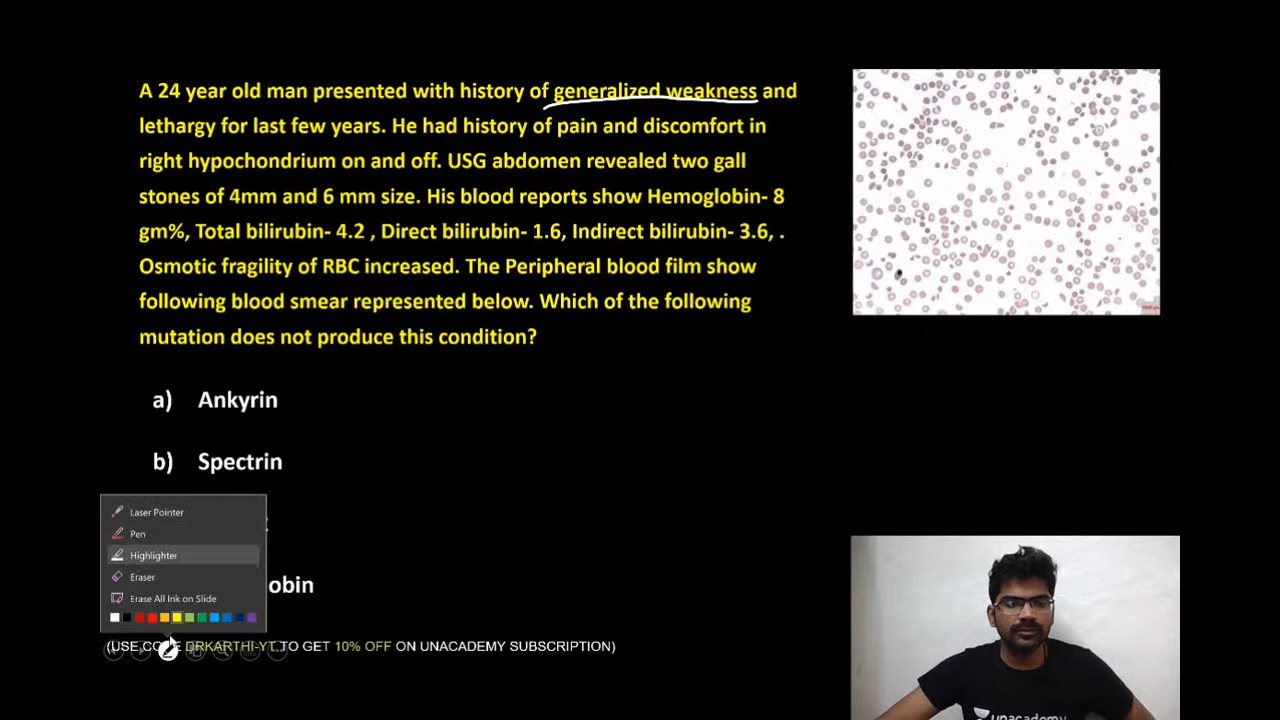 A 24 year old man presented with history of generalized weakness and
lethargy for last few years. He had history of pain and discomfort in
right hypochondrium on and off. USG abdomen revealed two gall
stones of 4mm and 6 mm size. His blood reports show Hemoglobin- 8
gm%, Total bilirubin- 4.2 , Direct bilirubin- 1.6, Indirect bilirubin- 3.6, .
Osmotic fragility of RBC increased. The Peripheral blood film show
following blood smear represented below. Which of the following
mutation does not produce this condition?
a) Ankyrin
b) Spectrin
Laser Pointer
Pen
Highlighter
Eraser
Erase All Ink on Slide
obin
(USE CODE DRKARTHI-YT TO GET 10% OFF ON UNACADEMY SUBSCRIPTION)
unacademy